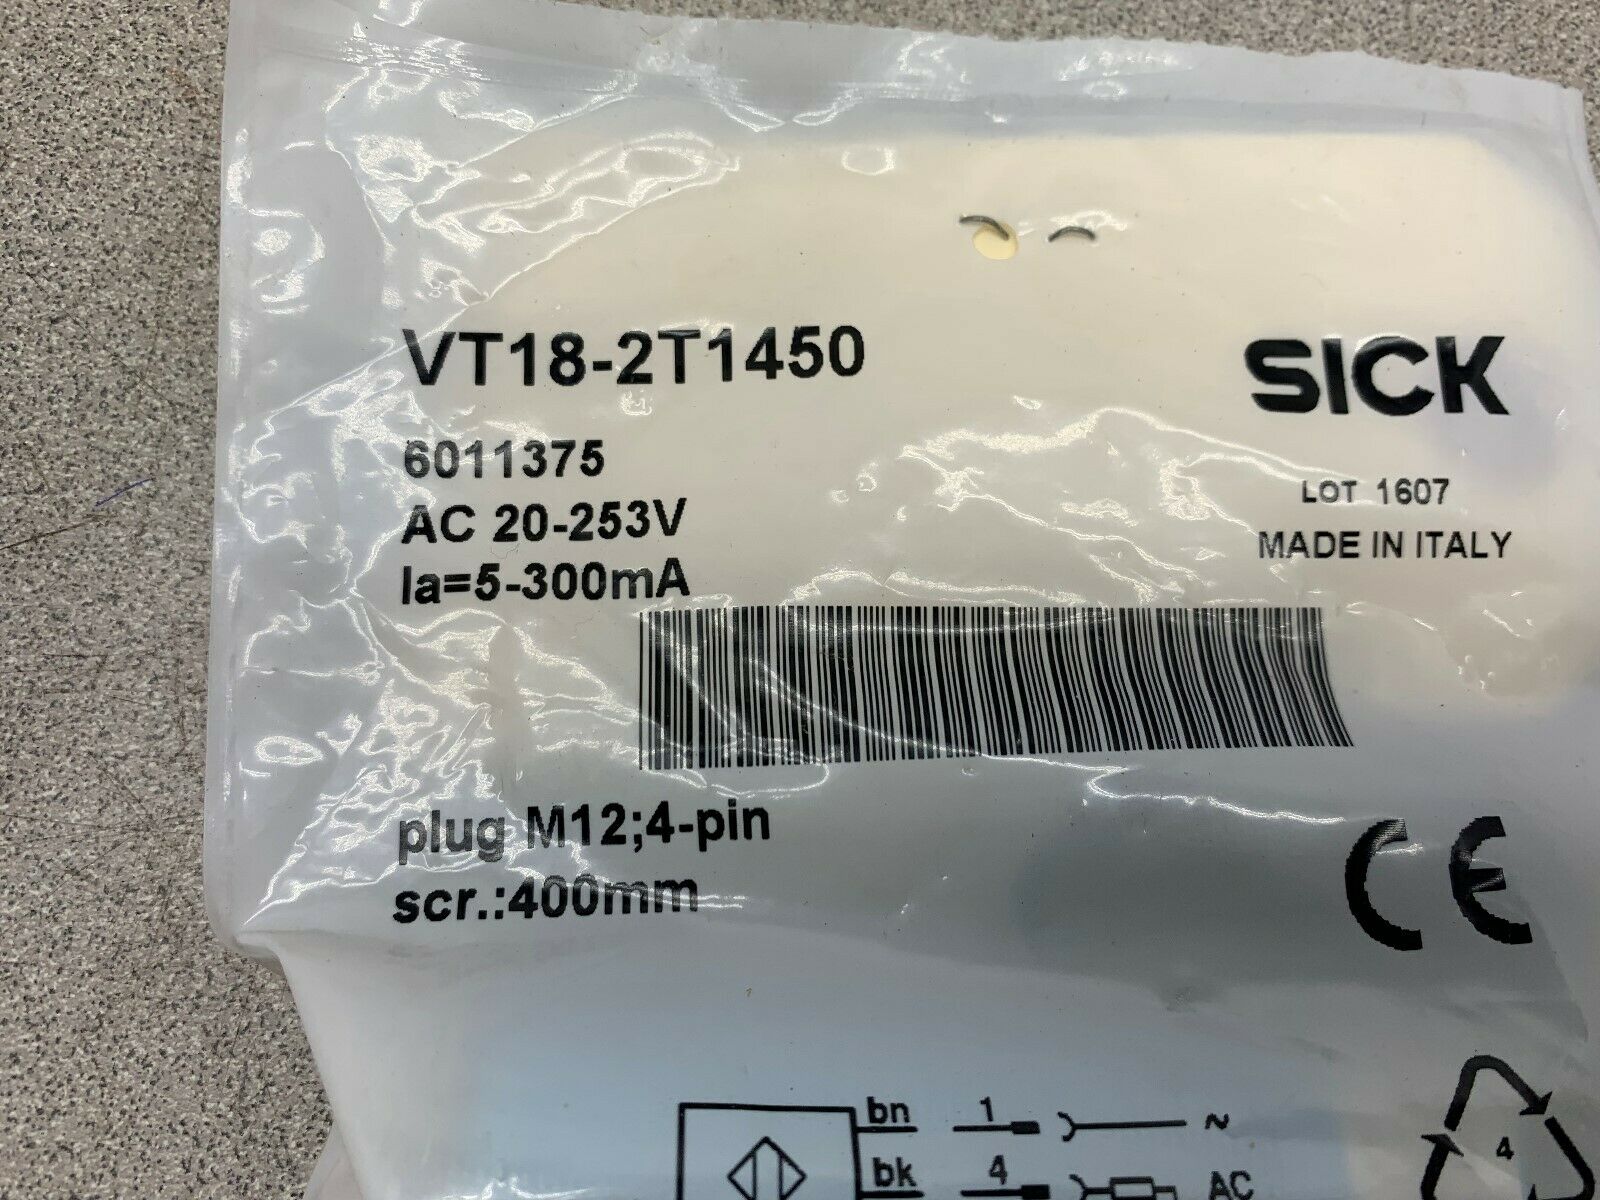 VT18-2T1450
SICK
6011375
AC 20-253V
Ia=5-300mA
LOT 1607
MADE IN ITALY
plug M12;4-pin
scr.:400mm
CE
bn 1 ~
bk 4 AC
4